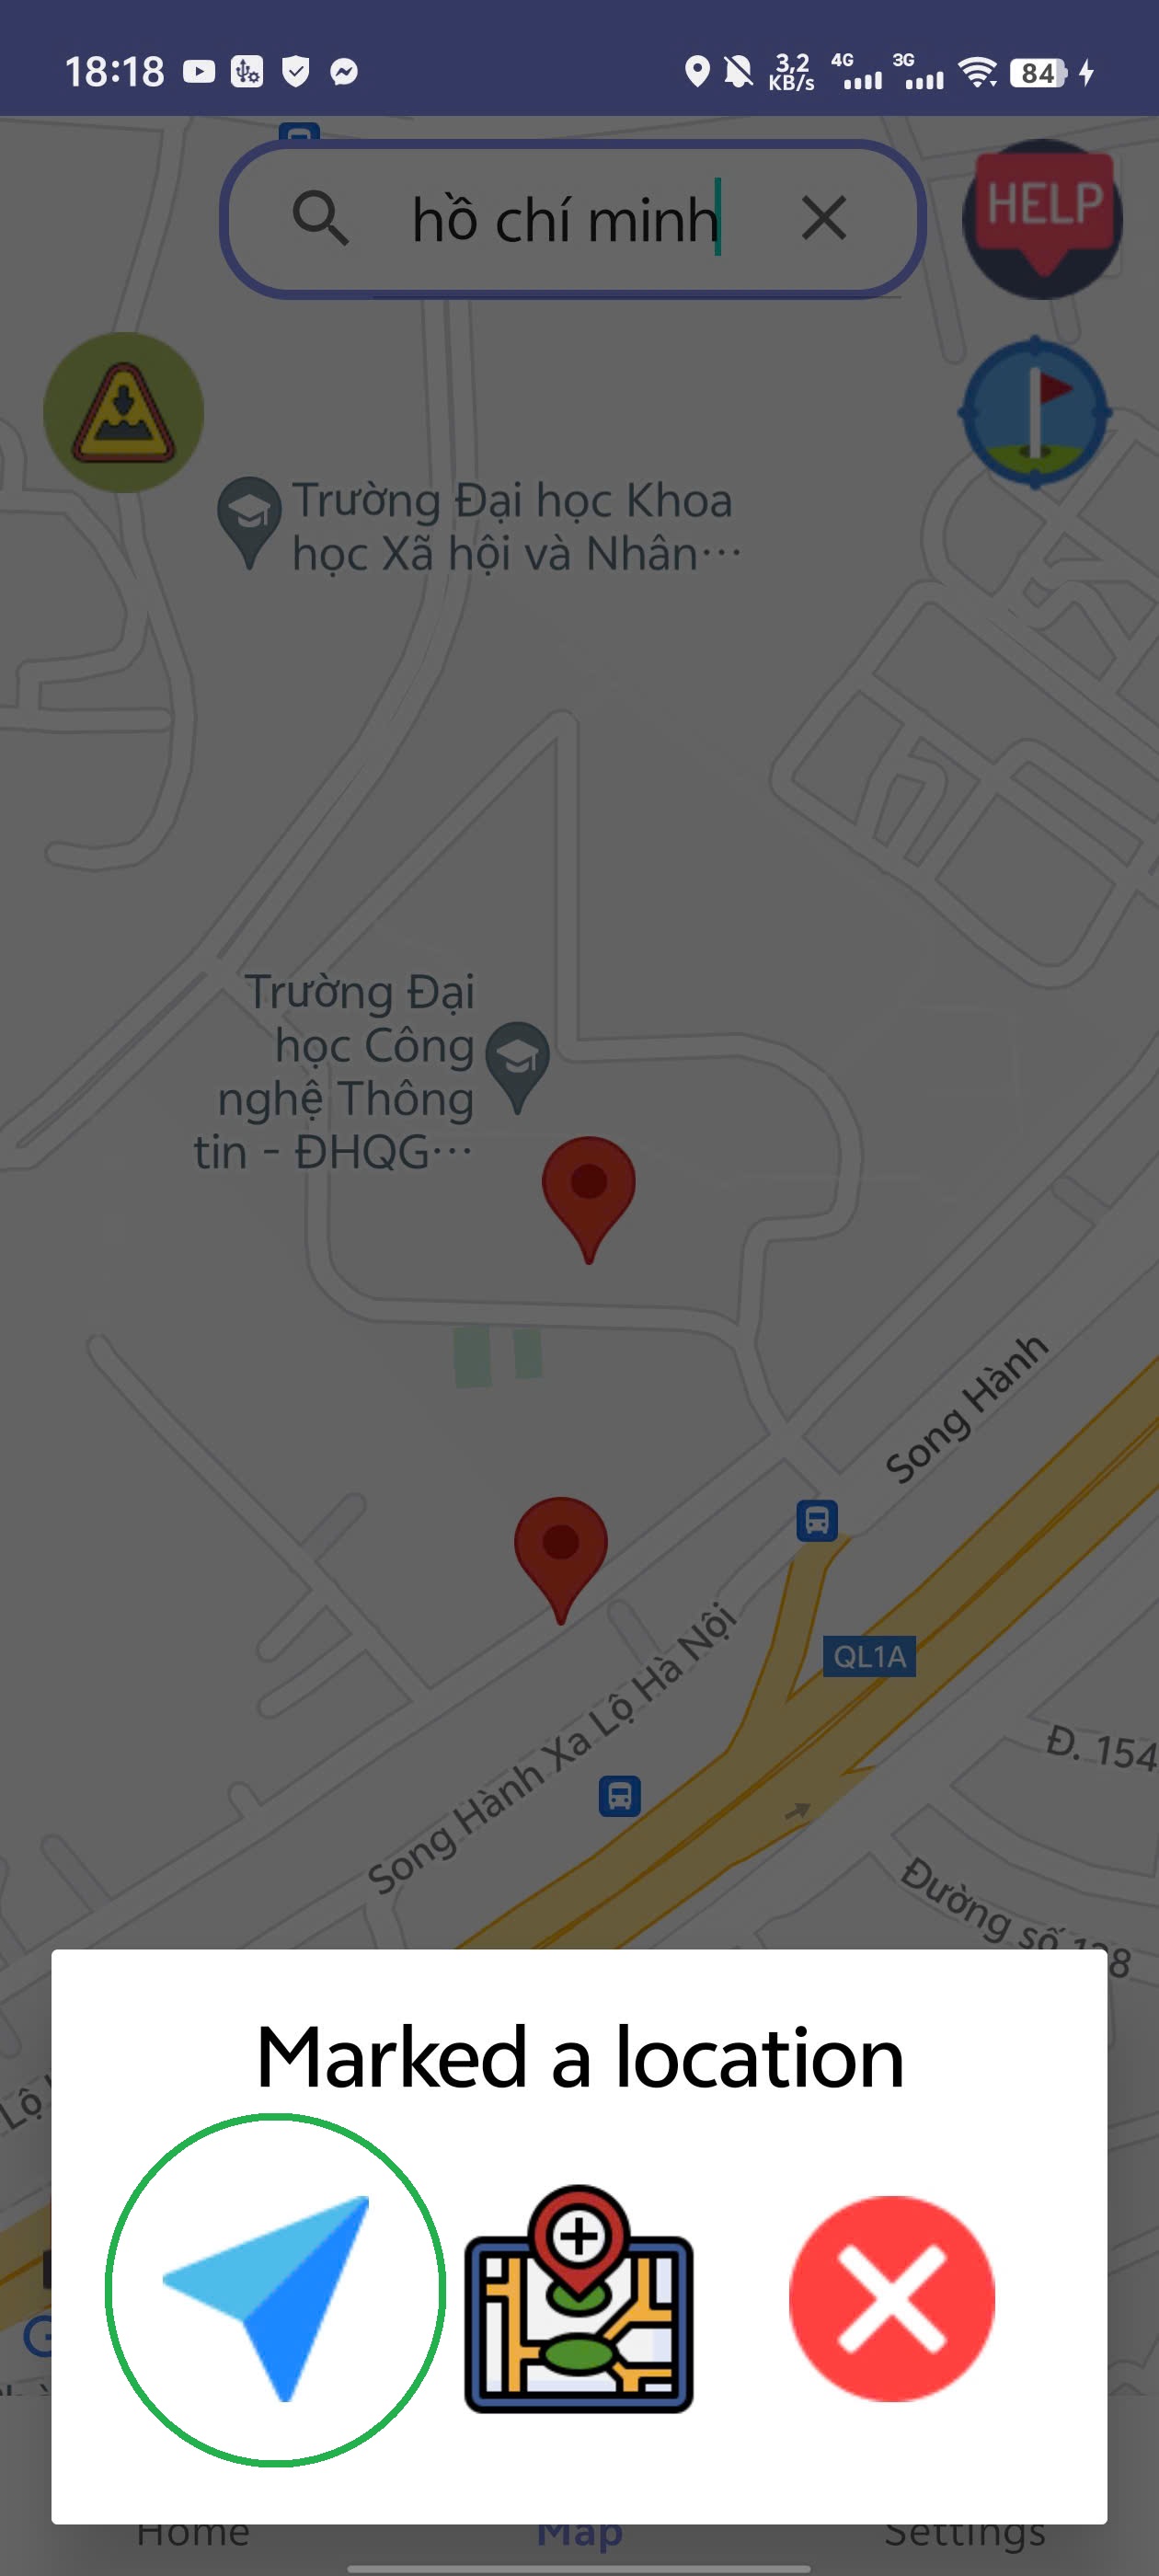 18:18
3,2
KB/s
4G
3G
84
hồ chí minh
HELP
Trường Đại học Khoa
học Xã hội và Nhân...
Trường Đại
học Công
nghệ Thông
tin - ĐHQG...
Song Hành
QL1A
Song Hành Xa Lộ Hà Nội
Đ. 154
Đường số 138
Lộ
Marked a location
G
Home
Map
Settings